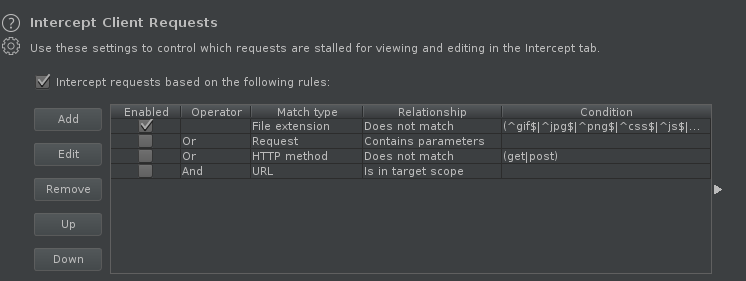 Intercept Client Requests
Use these settings to control which requests are stalled for viewing and editing in the Intercept tab.
Intercept requests based on the following rules:
Add
Edit
Remove
Up
Down
Enabled Operator Match type Relationship Condition
File extension Does not match (^gif$|^jpg$|^png$|^css$|^js$|...
Or Request Contains parameters
Or HTTP method Does not match (get|post)
And URL Is in target scope